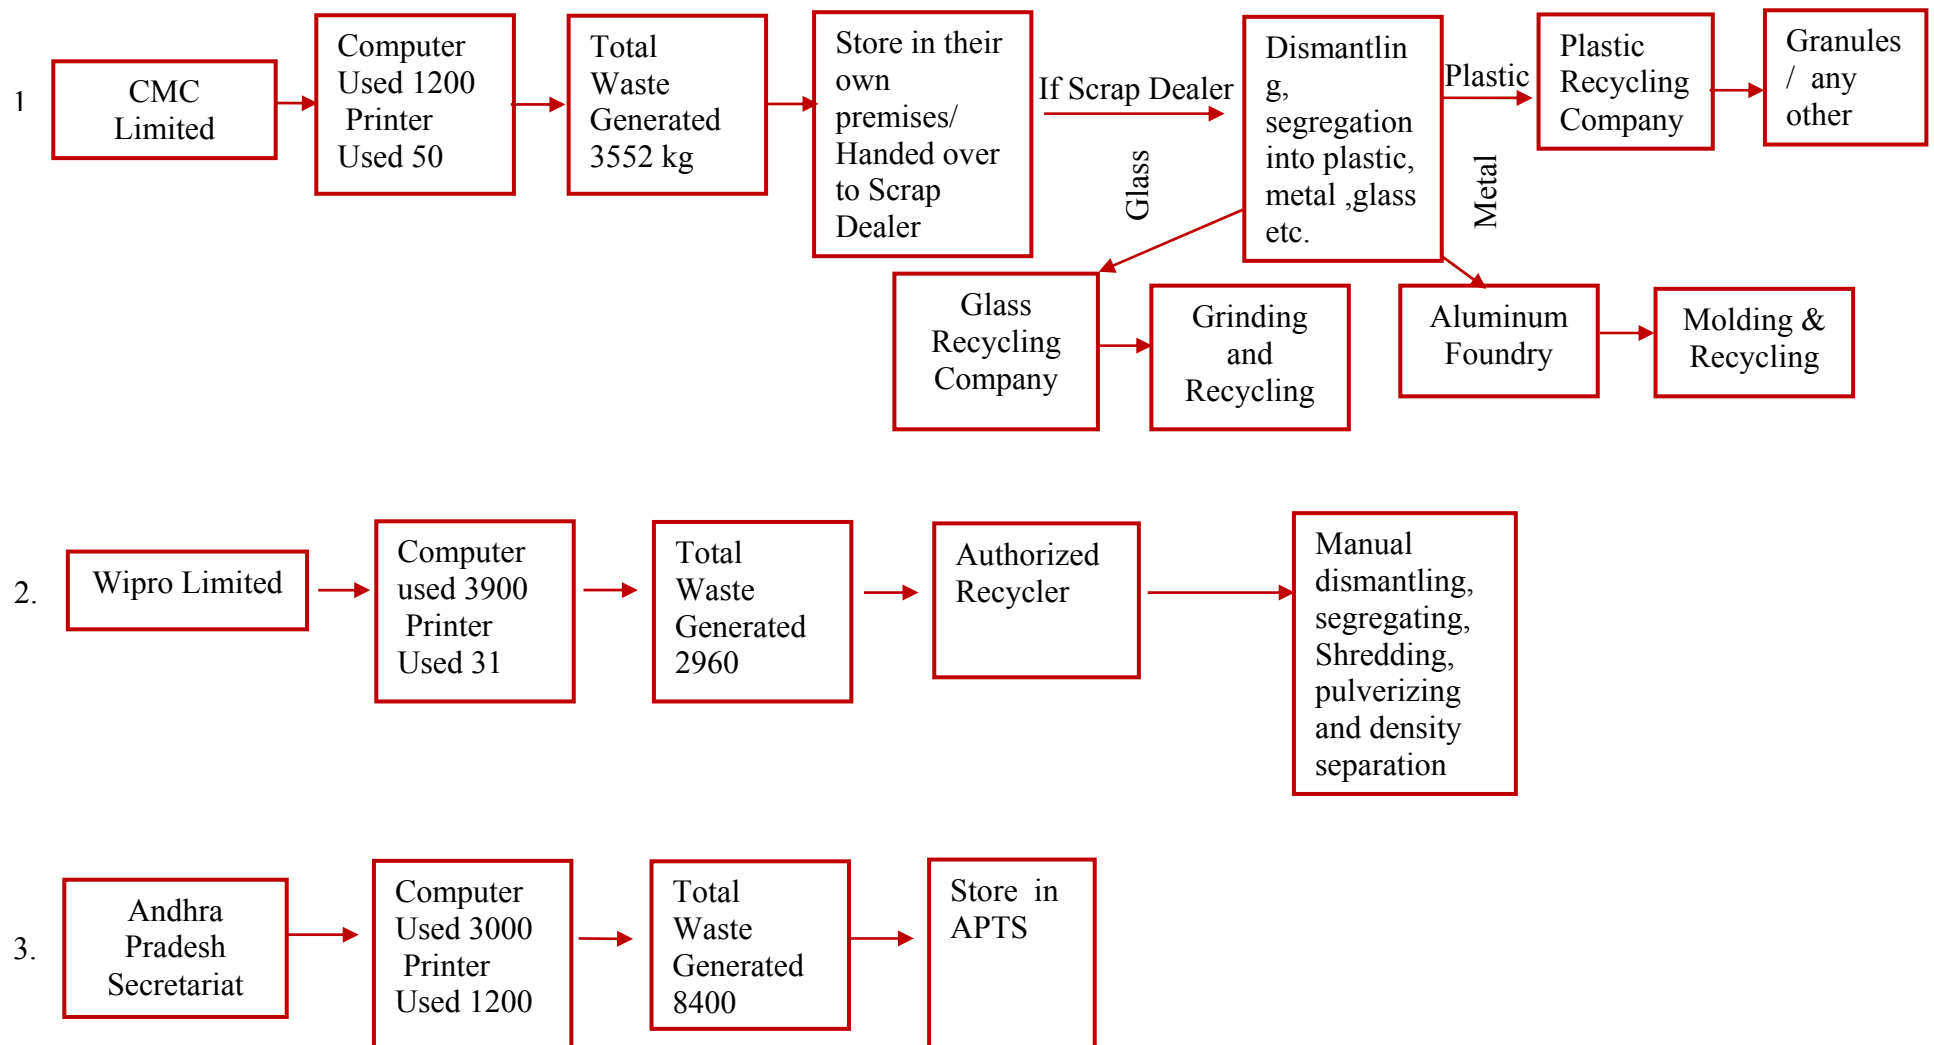 1
CMC
Limited
Computer
Used 1200
Printer
Used 50
Total
Waste
Generated
3552 kg
Store in their
own
premises/
Handed over
to Scrap
Dealer
If Scrap Dealer
Dismantlin
g,
segregation
into plastic,
metal ,glass
etc.
Plastic
Plastic
Recycling
Company
Granules
/ any
other
Glass
Metal
Glass
Recycling
Company
Grinding
and
Recycling
Aluminum
Foundry
Molding &
Recycling
2.
Wipro Limited
Computer
used 3900
Printer
Used 31
Total
Waste
Generated
2960
Authorized
Recycler
Manual
dismantling,
segregating,
Shredding,
pulverizing
and density
separation
3.
Andhra
Pradesh
Secretariat
Computer
Used 3000
Printer
Used 1200
Total
Waste
Generated
8400
Store in
APTS